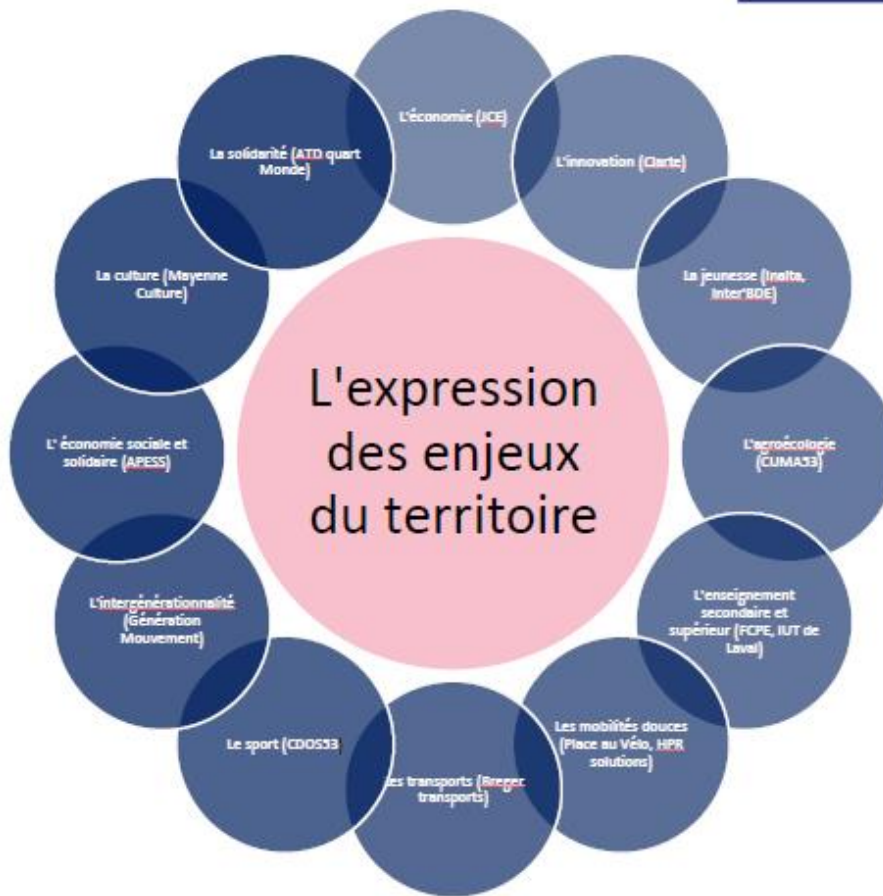 L'économie (JCE)
L'innovation (Clarte)
La jeunesse (Inalta,
Inter'BDE)
L'agroécologie
(CUMA53)
L'enseignement
secondaire et
supérieur (FCPE, IUT de
Laval)
Les mobilités douces
(Place au Vélo, HPR
solutions)
Les transports (Breger
transports)
Le sport (CDOS53)
L'intergénérationnalité
(Génération
Mouvement)
L' économie sociale et
solidaire (APESS)
La culture (Mayenne
Culture)
La solidarité (ATD quart
Monde)
L'expression
des enjeux
du territoire